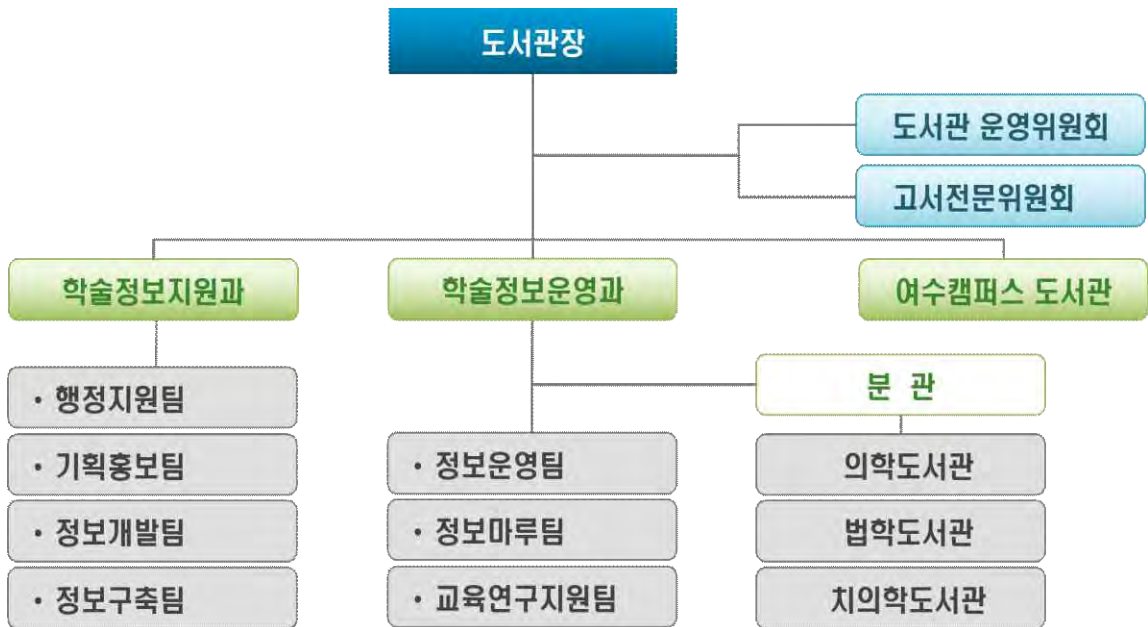 도서관장
도서관 운영위원회
고서전문위원회
학술정보지원과
학술정보운영과
여수캠퍼스 도서관
· 행정지원팀
· 기획홍보팀
· 정보개발팀
· 정보구축팀
· 정보운영팀
· 정보마루팀
· 교육연구지원팀
분 관
의학도서관
법학도서관
치의학도서관